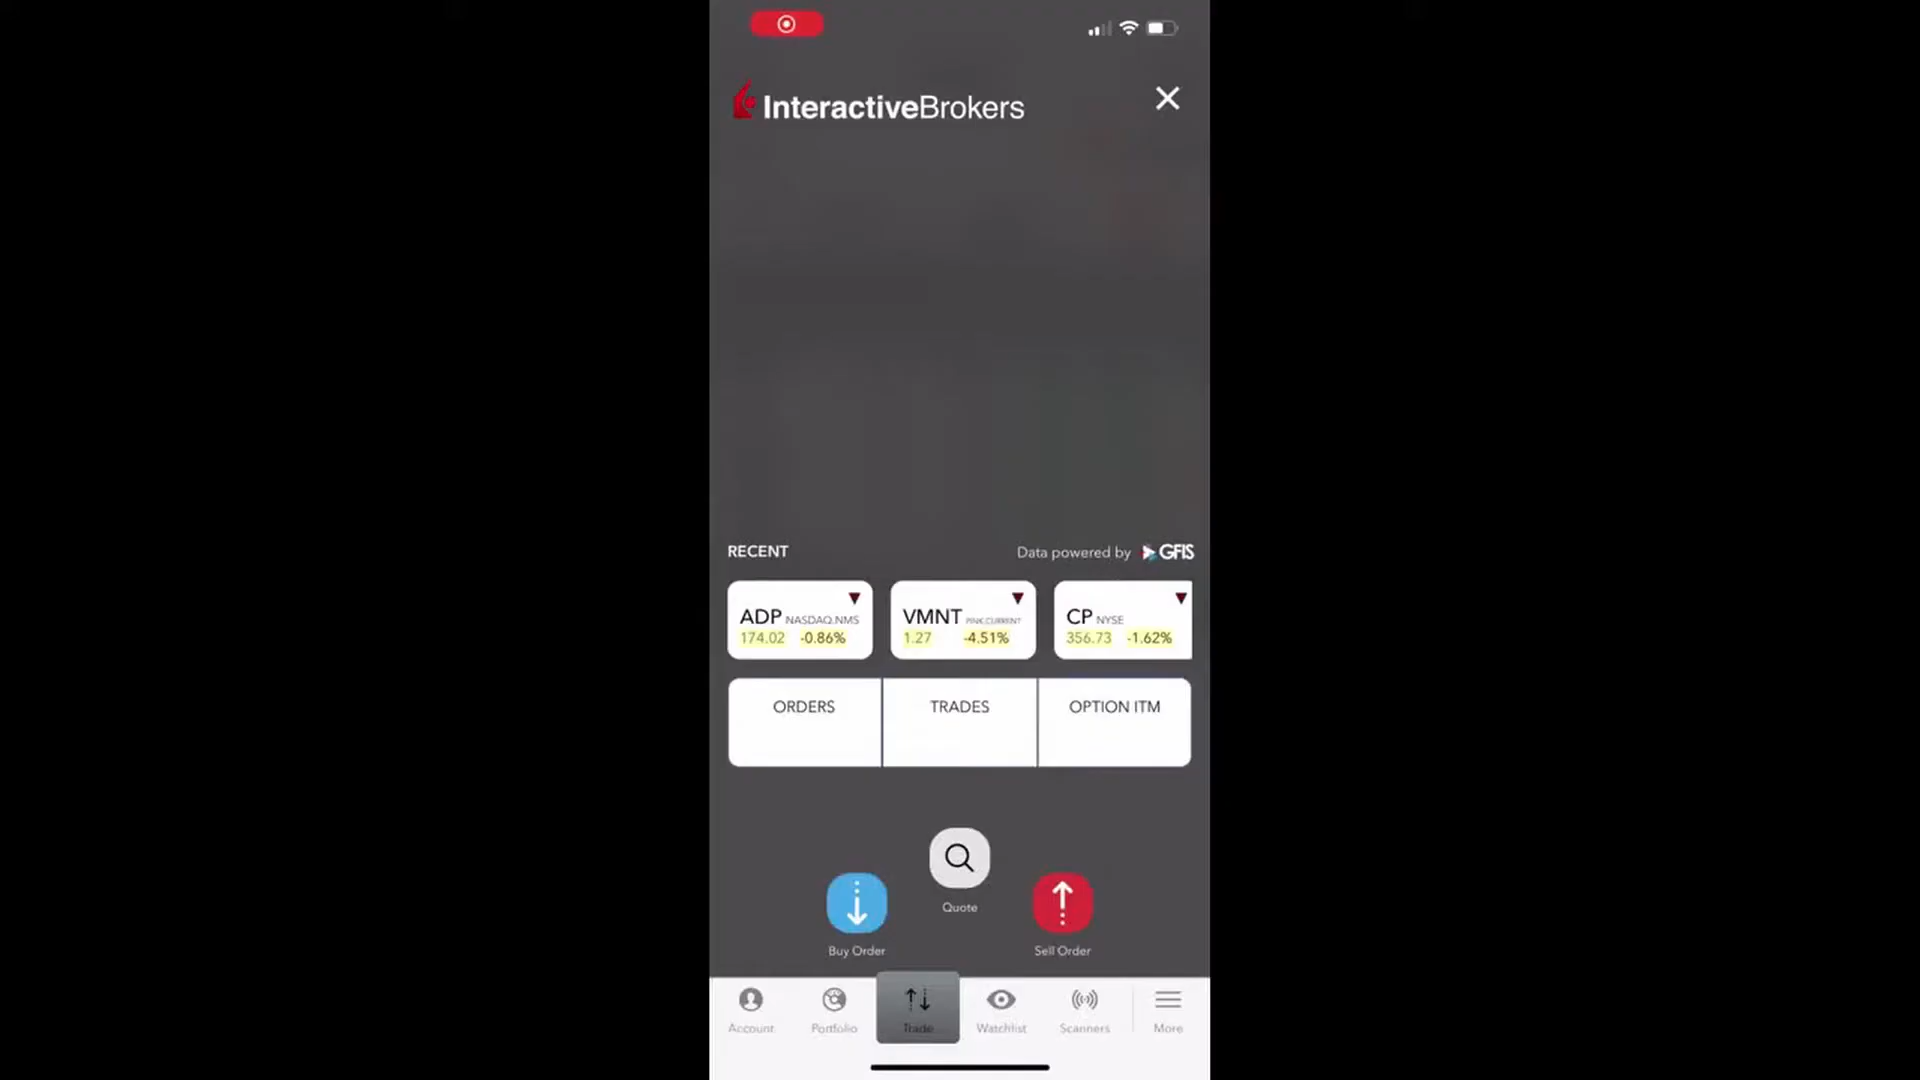 InteractiveBrokers
RECENT
Data powered by GFIS
ADP NASDAQ.NMS
174.02 -0.86%
VMNT PINK.CURRENT
1.27 -4.51%
CP NYSE
356.73 -1.62%
ORDERS
TRADES
OPTION ITM
Quote
Buy Order
Sell Order
Account
Portfolio
Trade
Watchlist
Scanners
More